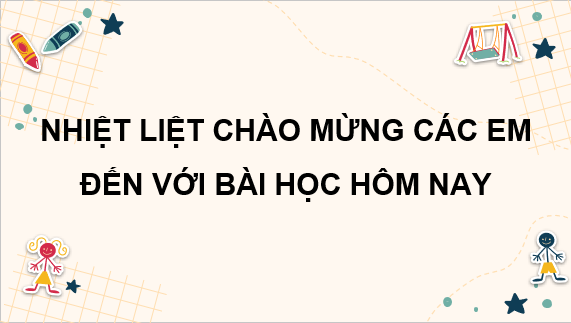 NHIỆT LIỆT CHÀO MỪNG CÁC EM
ĐẾN VỚI BÀI HỌC HÔM NAY